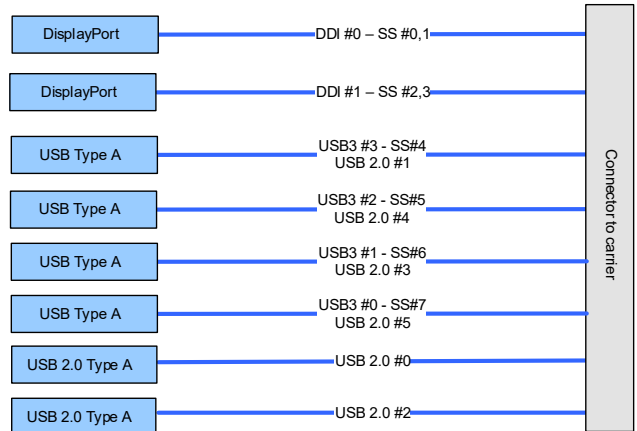 DisplayPort
DDI #0 – SS #0,1
DisplayPort
DDI #1 – SS #2,3
USB Type A
USB3 #3 - SS#4
USB 2.0 #1
USB Type A
USB3 #2 - SS#5
USB 2.0 #4
USB Type A
USB3 #1 - SS#6
USB 2.0 #3
USB Type A
USB3 #0 - SS#7
USB 2.0 #5
USB 2.0 Type A
USB 2.0 #0
USB 2.0 Type A
USB 2.0 #2
Connector to carrier